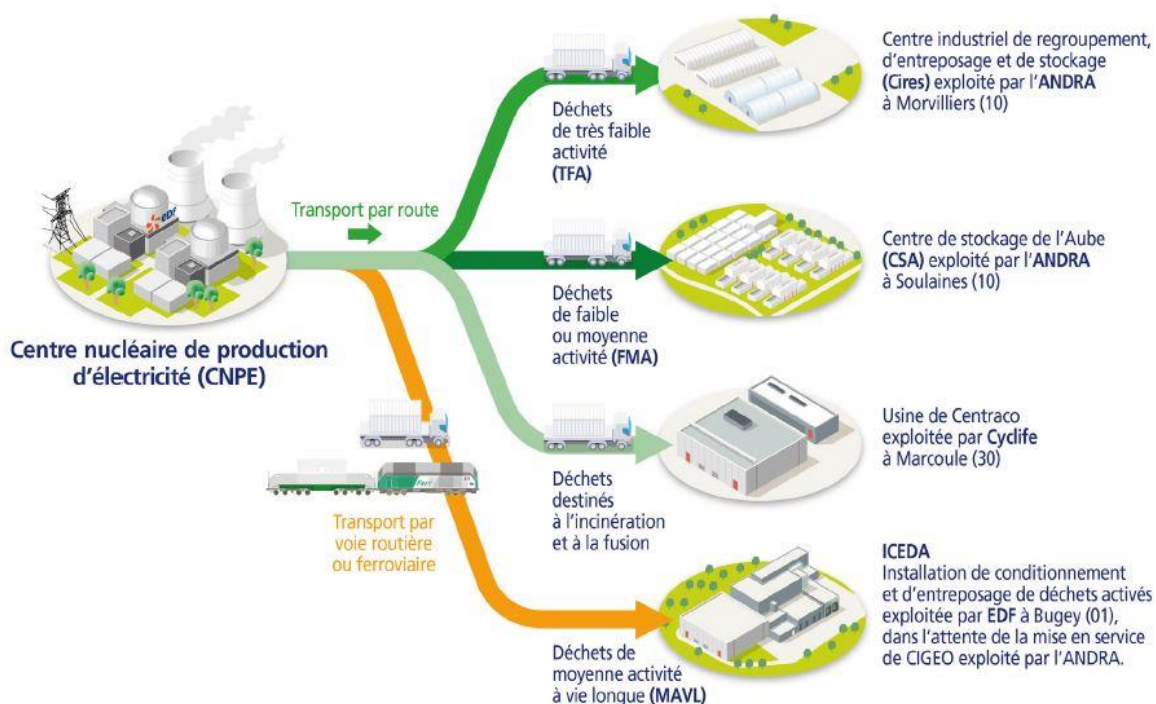 Centre industriel de regroupement,
d'entreposage et de stockage
(Cires) exploité par l'ANDRA
à Morvilliers (10)
Déchets
de très faible
activité
(TFA)
edf
Transport par route
Centre de stockage de l'Aube
(CSA) exploité par l'ANDRA
à Soulaines (10)
Déchets
de faible
ou moyenne
activité (FMA)
Centre nucléaire de production
d'électricité (CNPE)
Usine de Centraco
exploitée par Cyclife
à Marcoule (30)
Déchets
destinés
à l'incinération
et à la fusion
Fret
Transport par
voie routière
ou ferroviaire
ICEDA
Installation de conditionnement
et d'entreposage de déchets activés
exploitée par EDF à Bugey (01),
dans l'attente de la mise en service
de CIGEO exploité par l'ANDRA.
Déchets de
moyenne activité
à vie longue (MAVL)